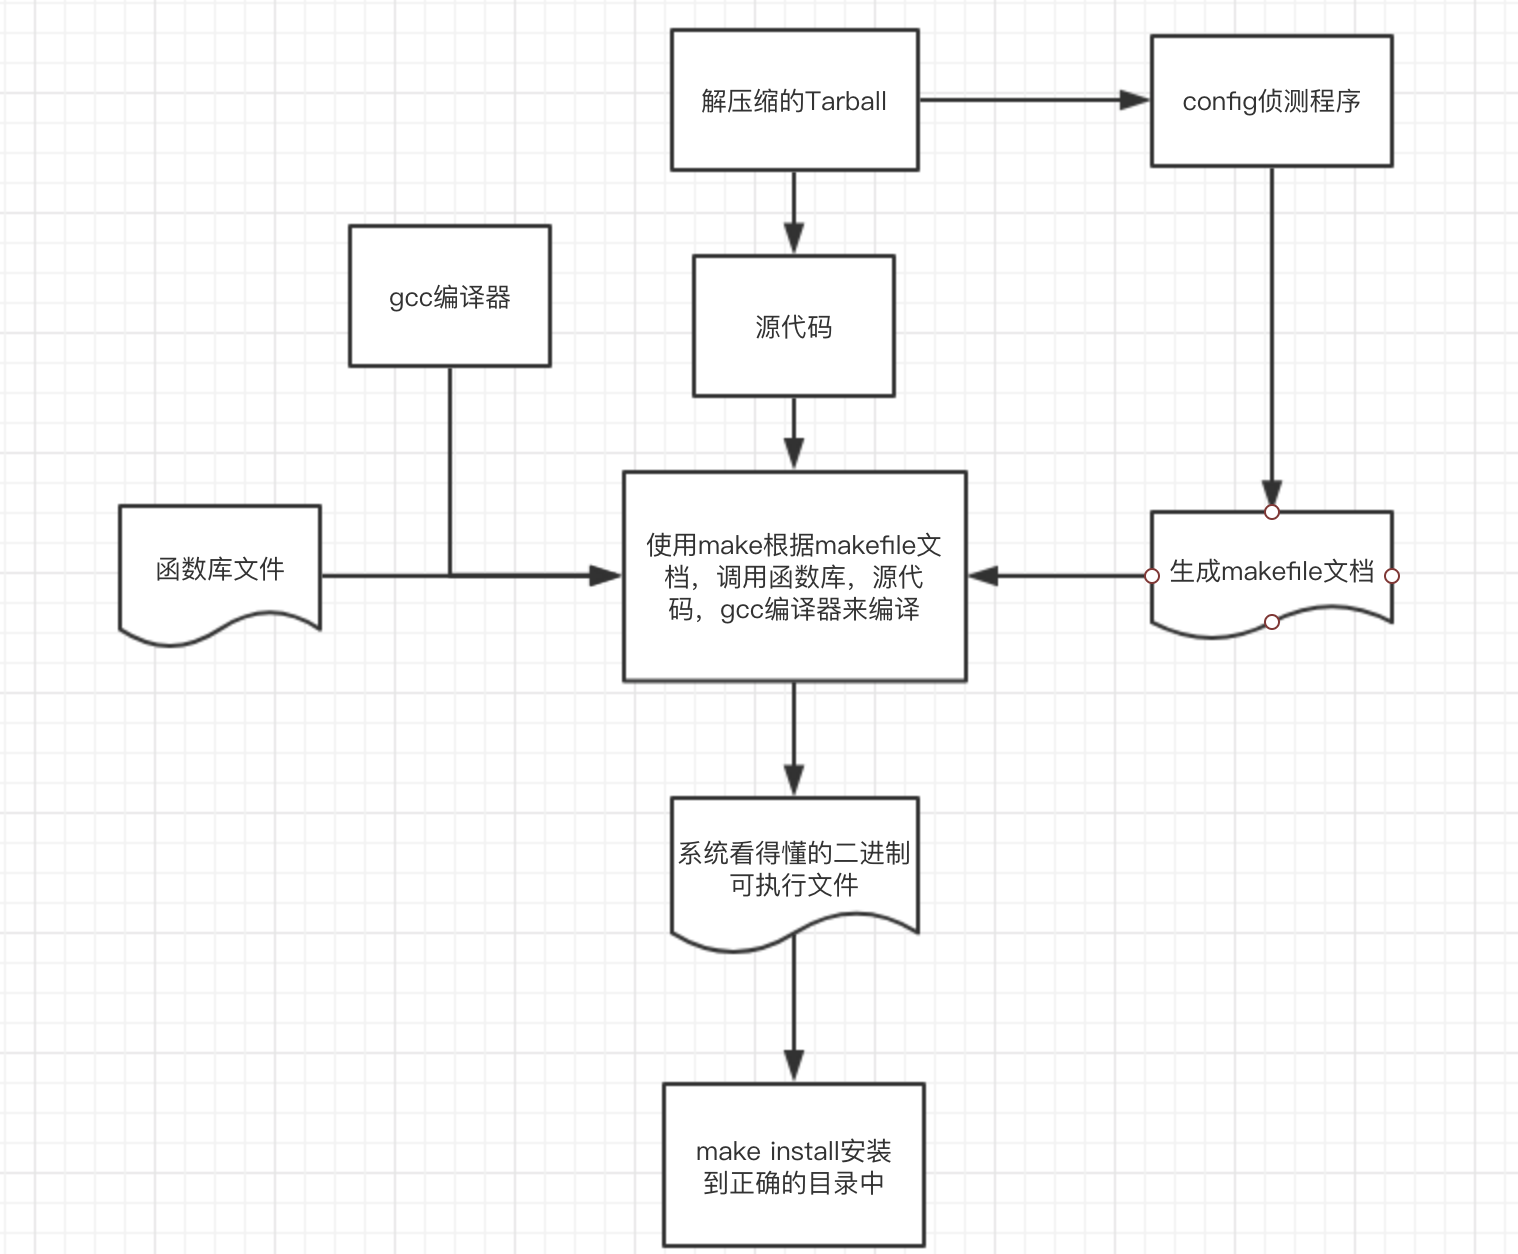 解压缩的Tarball
config侦测程序
gcc编译器
源代码
函数库文件
使用make根据makefile文
档，调用函数库，源代
码，gcc编译器来编译
生成makefile文档
系统看得懂的二进制
可执行文件
make install安装
到正确的目录中